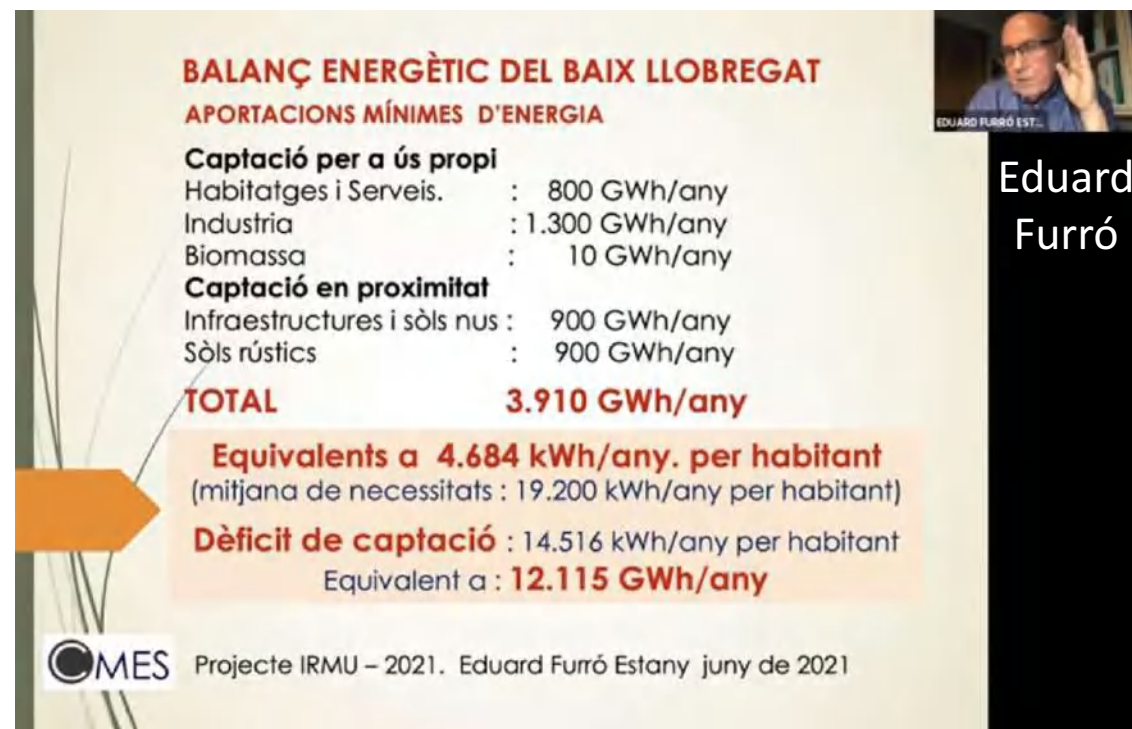 BALANÇ ENERGÈTIC DEL BAIX LLOBREGAT
APORTACIONS MÍNIMES D'ENERGIA
Captació per a ús propi
Habitatges i Serveis. : 800 GWh/any
Industria : 1.300 GWh/any
Biomassa : 10 GWh/any
Captació en proximitat
Infraestructures i sòls nus : 900 GWh/any
Sòls rústics : 900 GWh/any
TOTAL 3.910 GWh/any
Equivalents a 4.684 kWh/any. per habitant
(mitjana de necessitats : 19.200 kWh/any per habitant)
Dèficit de captació : 14.516 kWh/any per habitant
Equivalent a : 12.115 GWh/any
CMES Projecte IRMU – 2021. Eduard Furró Estany juny de 2021
EDUARD FURRÓ EST...
Eduard
Furró